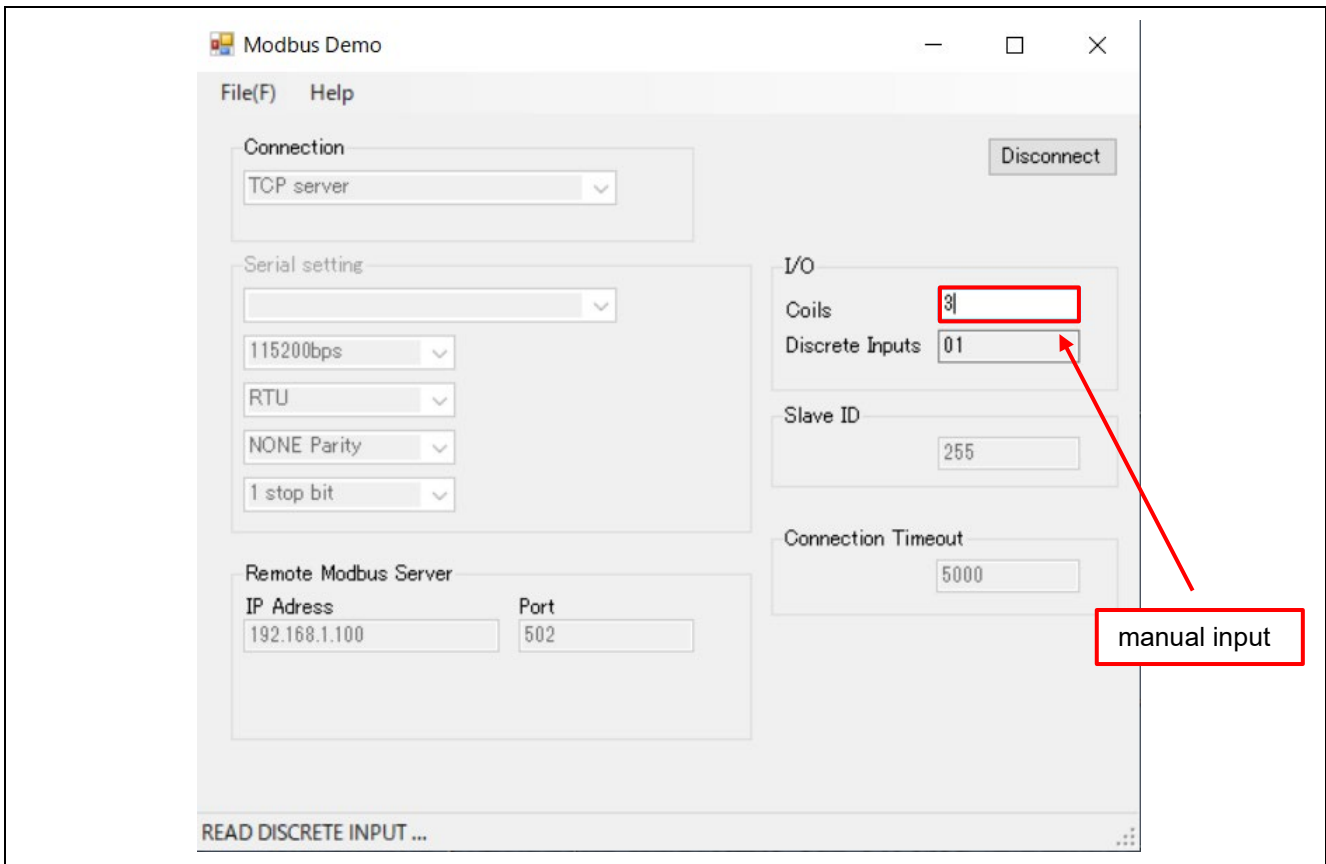 Modbus Demo
File(F) Help
Connection
TCP server
Disconnect
Serial setting
115200bps
RTU
NONE Parity
1 stop bit
I/O
Coils 3
Discrete Inputs 01
Slave ID
255
Connection Timeout
5000
Remote Modbus Server
IP Adress Port
192.168.1.100 502
manual input
READ DISCRETE INPUT ...